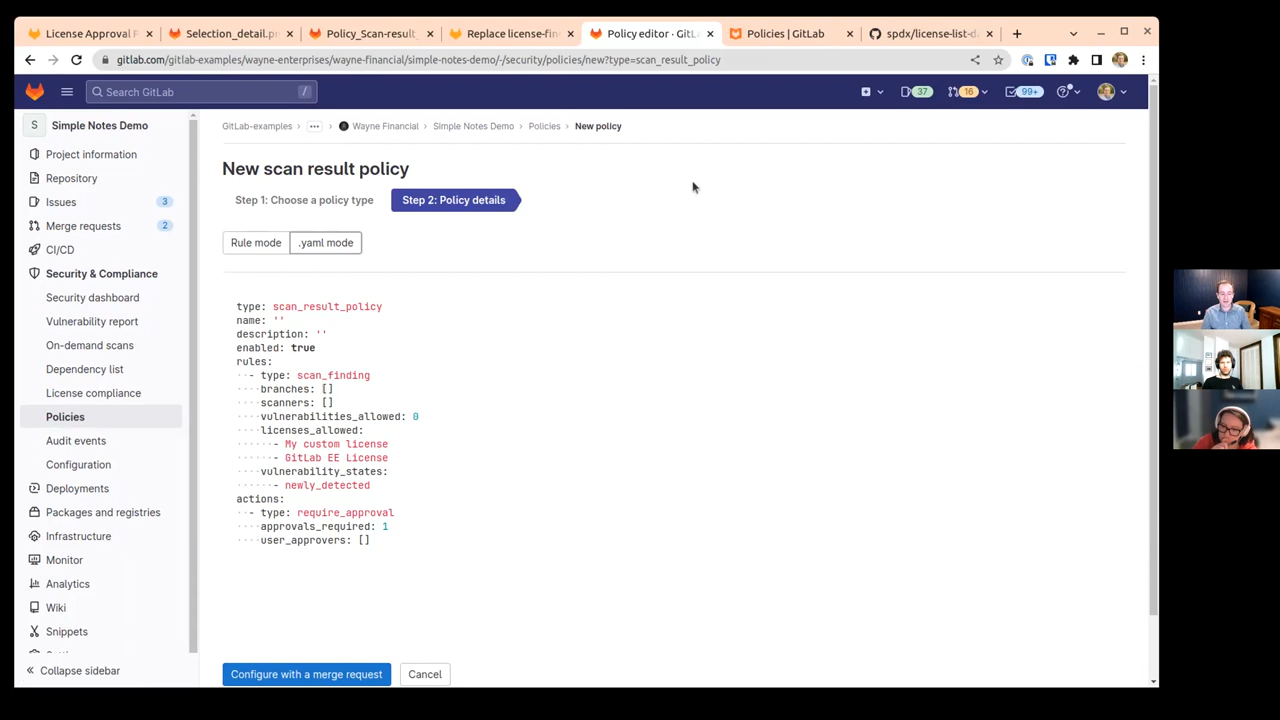 License Approval P
Selection_detail.pn
Policy_Scan-result_
Replace license-fin
Policy editor · GitL
Policies | GitLab
spdx/license-list-d
gitlab.com/gitlab-examples/wayne-enterprises/wayne-financial/simple-notes-demo/-/security/policies/new?type=scan_result_policy
Search GitLab /
37
16
99+
S Simple Notes Demo
Project information
Repository
Issues 3
Merge requests 2
CI/CD
Security & Compliance
Security dashboard
Vulnerability report
On-demand scans
Dependency list
License compliance
Policies
Audit events
Configuration
Deployments
Packages and registries
Infrastructure
Monitor
Analytics
Wiki
Snippets
Collapse sidebar
GitLab-examples › ··· › Wayne Financial › Simple Notes Demo › Policies › New policy
New scan result policy
Step 1: Choose a policy type
Step 2: Policy details
Rule mode
.yaml mode
type: scan_result_policy
name: ''
description: ''
enabled: true
rules:
- type: scan_finding
branches: []
scanners: []
vulnerabilities_allowed: 0
licenses_allowed:
- My custom license
- GitLab EE License
vulnerability_states:
- newly_detected
actions:
- type: require_approval
approvals_required: 1
user_approvers: []
Configure with a merge request
Cancel